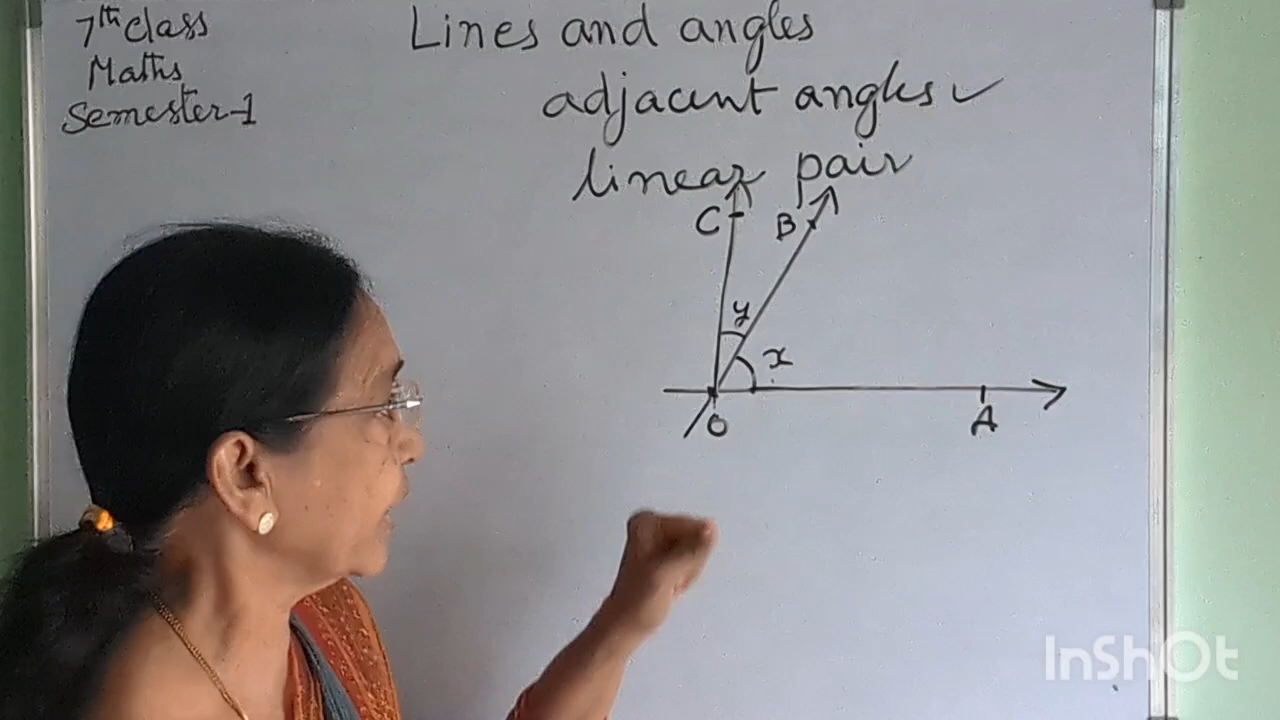 7th class
Maths
Semester-1
Lines and angles
adjacent angles ✓
linear pair
C B
y
x
O A
InShOt